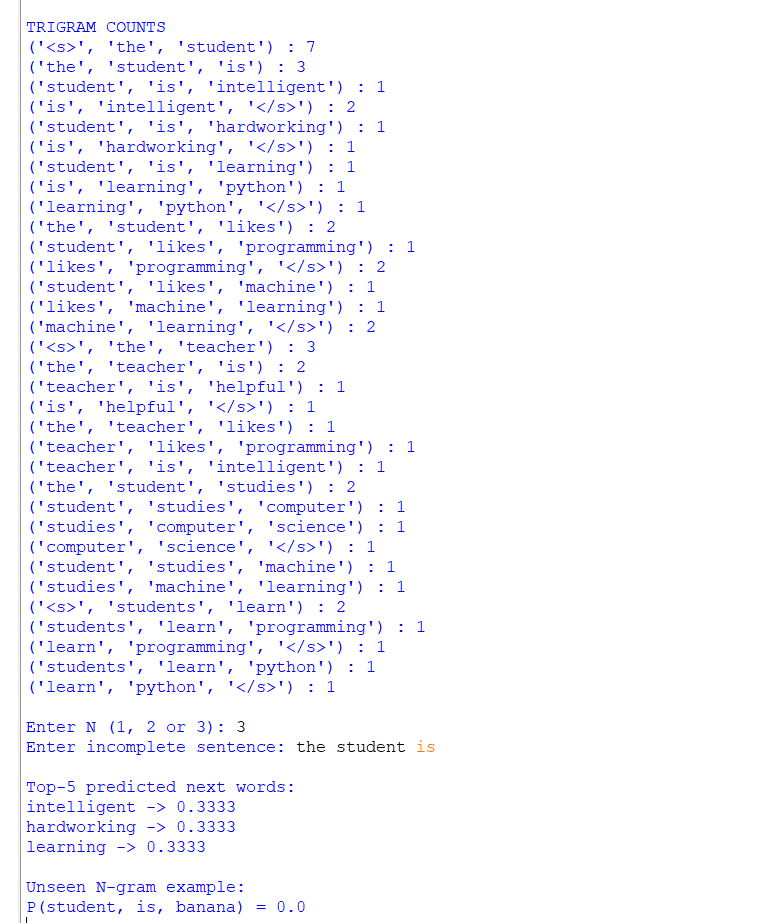 TRIGRAM COUNTS
('<s>', 'the', 'student') : 7
('the', 'student', 'is') : 3
('student', 'is', 'intelligent') : 1
('is', 'intelligent', '</s>') : 2
('student', 'is', 'hardworking') : 1
('is', 'hardworking', '</s>') : 1
('student', 'is', 'learning') : 1
('is', 'learning', 'python') : 1
('learning', 'python', '</s>') : 1
('the', 'student', 'likes') : 2
('student', 'likes', 'programming') : 1
('likes', 'programming', '</s>') : 2
('student', 'likes', 'machine') : 1
('likes', 'machine', 'learning') : 1
('machine', 'learning', '</s>') : 2
('<s>', 'the', 'teacher') : 3
('the', 'teacher', 'is') : 2
('teacher', 'is', 'helpful') : 1
('is', 'helpful', '</s>') : 1
('the', 'teacher', 'likes') : 1
('teacher', 'likes', 'programming') : 1
('teacher', 'is', 'intelligent') : 1
('the', 'student', 'studies') : 2
('student', 'studies', 'computer') : 1
('studies', 'computer', 'science') : 1
('computer', 'science', '</s>') : 1
('student', 'studies', 'machine') : 1
('studies', 'machine', 'learning') : 1
('<s>', 'students', 'learn') : 2
('students', 'learn', 'programming') : 1
('learn', 'programming', '</s>') : 1
('students', 'learn', 'python') : 1
('learn', 'python', '</s>') : 1
Enter N (1, 2 or 3): 3
Enter incomplete sentence: the student is
Top-5 predicted next words:
intelligent -> 0.3333
hardworking -> 0.3333
learning -> 0.3333
Unseen N-gram example:
P(student, is, banana) = 0.0